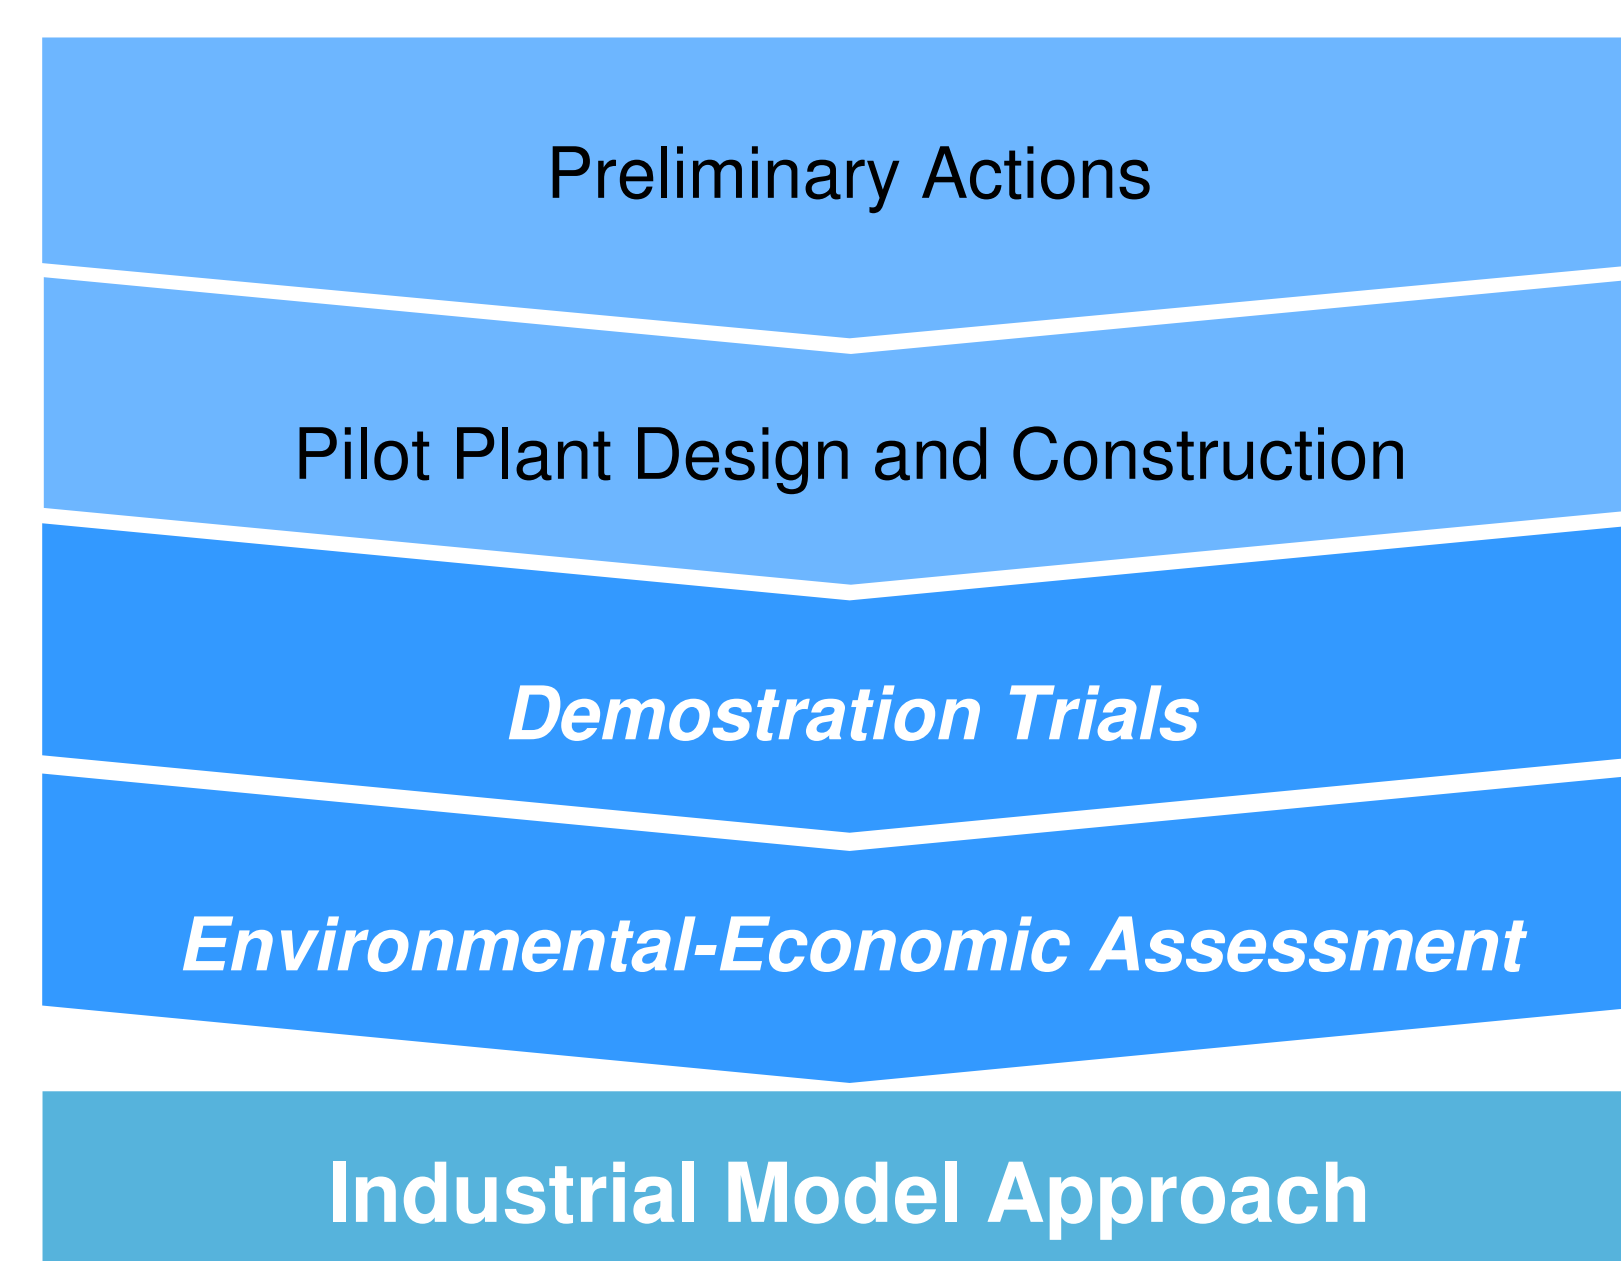 Preliminary Actions
Pilot Plant Design and Construction
Demostration Trials
Environmental-Economic Assessment
Industrial Model Approach